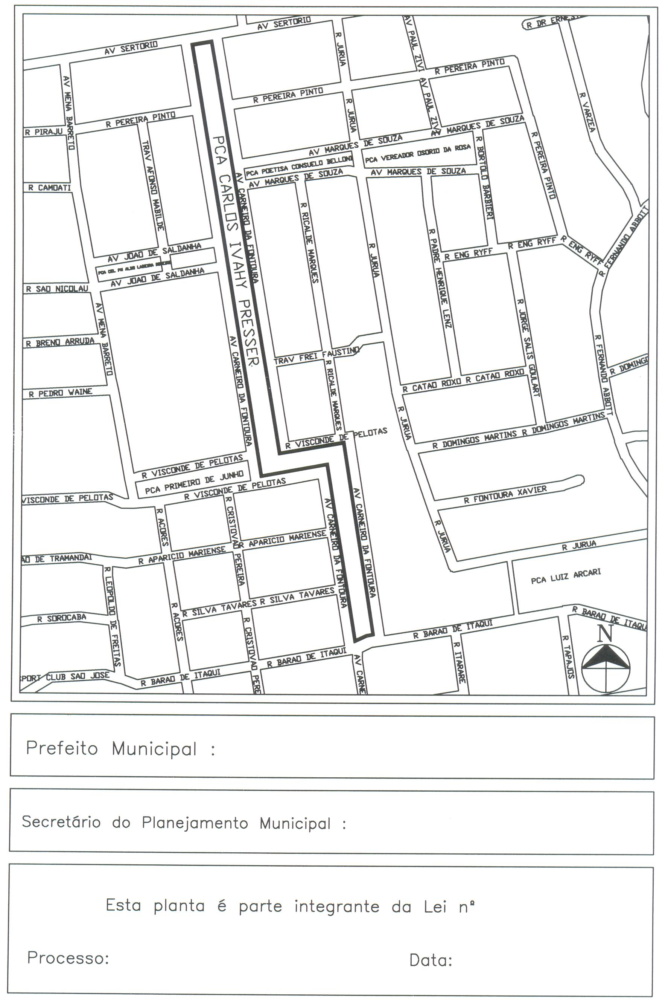 AV SERTORIO
R DR
AV SERTORIO
R JURUA
AV PAUL ZIVI
R PEREIRA PINTO
AV MENA BARRETO
AV PAUL ZIVI
R PEREIRA PINTO
R VARZEA
R JURUA
R PEREIRA PINTO
R PIRAJU
AV MARQUES DE SOUZA
AV MARQUES DE SOUZA
R PEREIRA PINTO
PCA CARLOS IVAHY PRESSER
TRAV AFONSO MABILDE
R BORTOLO BARBIERI
PCA VEREADOR OSORIO DA ROSA
PCA POETISA CONSUELO BELLONI
AV MARQUES DE SOUZA
AV MARQUES DE SOUZA
AV CARNEIRO DA FONTOURA
R CAMOATI
R RICALDE MARQUES
R FERNANDO ABBOTT
R PADRE HENRIQUE LENZ
R JURUA
R ENG RYFF
R ENG RYFF
R ENG RYFF
AV JOAO DE SALDANHA
PCA CEL PM
AV JOAO DE SALDANHA
R SAO NICOLAU
AV MENA BARRETO
R JORGE SALIS GOULART
R BRENO ARRUDA
AV CARNEIRO DA FONTOURA
R FERNANDO ABBOTT
TRAV FREI FAUSTINO
R RICALDE MARQUES
R DOMINGO
R CATAO ROXO
R CATAO ROXO
R PEDRO WAINE
R JURUA
R DOMINGOS MARTINS
R DOMINGOS MARTINS
R VISCONDE DE PELOTAS
R VISCONDE DE PELOTAS
PCA PRIMEIRO DE JUNHO
R VISCONDE DE PELOTAS
VISCONDE DE PELOTAS
R FONTOURA XAVIER
AV CARNEIRO DA FONTOURA
AV CARNEIRO DA FONTOURA
R ACORES
R CRISTOVAO PEREIRA
R JURUA
R APARICIO MARIENSE
R APARICIO MARIENSE
AO DE TRAMANDAI
R JURUA
R LEOPOLDO DE FREITAS
PCA LUIZ ARCARI
R SILVA TAVARES
R SILVA TAVARES
R ACORES
R SOROCABA
R CRISTOVAO PERE
R BARAO DE ITAQU
R BARAO DE ITAQUI
N
R TAPAJOS
R ITARARE
R BARAO DE ITAQUI
AV CARNE
PORT CLUB SAO JOSE
R BARAO DE ITAQUI
Prefeito Municipal :
Secretário do Planejamento Municipal :
Esta planta é parte integrante da Lei nº
Processo:
Data: